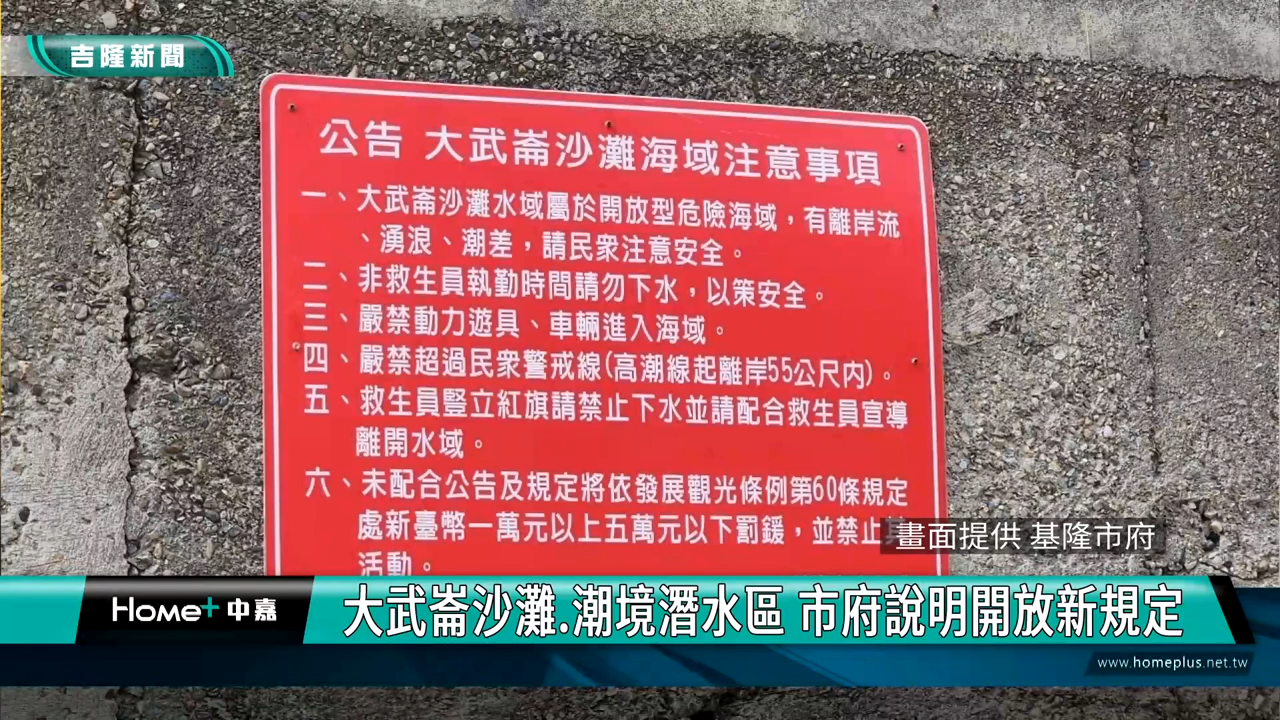 吉隆新聞
公告 大武崙沙灘海域注意事項
一、大武崙沙灘水域屬於開放型危險海域，有離岸流
、湧浪、潮差，請民眾注意安全。
二、非救生員執勤時間請勿下水，以策安全。
三、嚴禁動力遊具、車輛進入海域。
四、嚴禁超過民眾警戒線(高潮線起離岸55公尺內)。
五、救生員豎立紅旗請禁止下水並請配合救生員宣導
離開水域。
六、未配合公告及規定將依發展觀光條例第60條規定
處新臺幣一萬元以上五萬元以下罰鍰，並禁止
活動。
畫面提供 基隆市府
Home+ 中嘉
大武崙沙灘.潮境潛水區 市府說明開放新規定
www.homeplus.net.tw